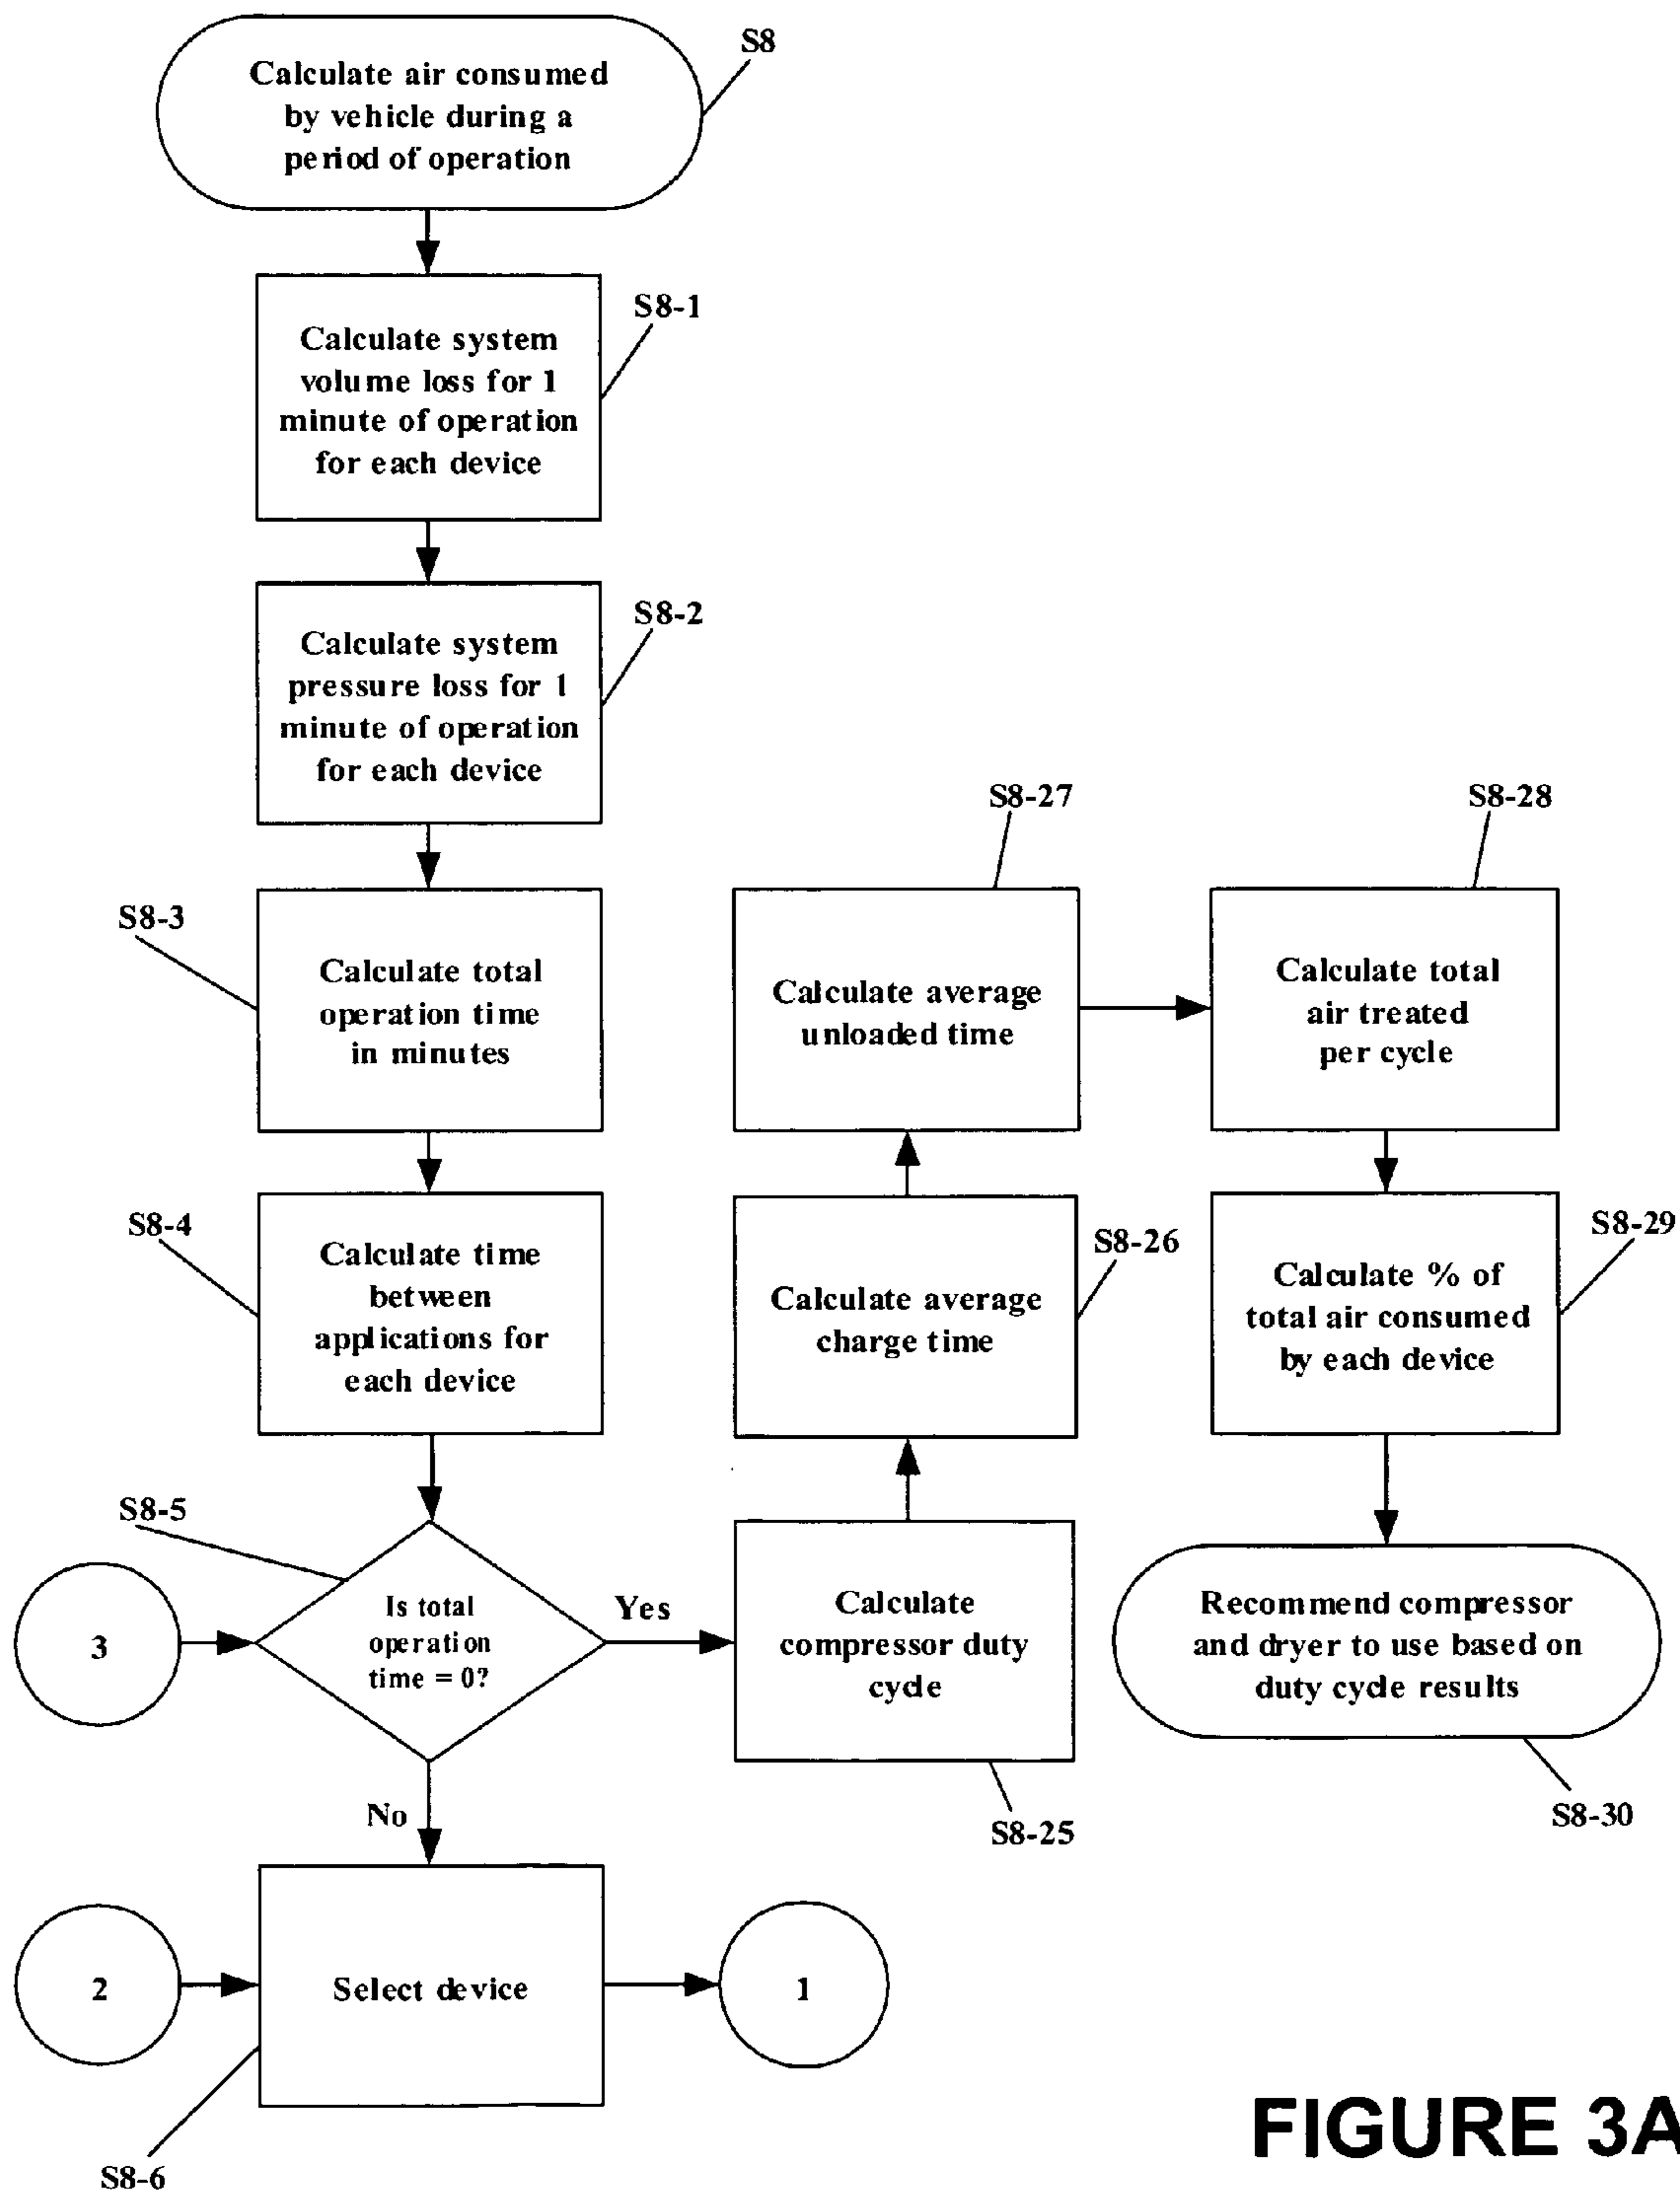 S8
Calculate air consumed
by vehicle during a
period of operation
S8-1
Calculate system
volume loss for 1
minute of operation
for each device
S8-2
Calculate system
pressure loss for 1
minute of operation
for each device
S8-3
Calculate total
operation time
in minutes
S8-4
Calculate time
between
applications for
each device
S8-5
3
Is total
operation
time = 0?
Yes
No
2
Select device
1
S8-6
Calculate
compressor duty
cycle
S8-25
S8-26
Calculate average
charge time
S8-27
Calculate average
unloaded time
S8-28
Calculate total
air treated
per cycle
S8-29
Calculate % of
total air consumed
by each device
Recommend compressor
and dryer to use based on
duty cycle results
S8-30
FIGURE 3A